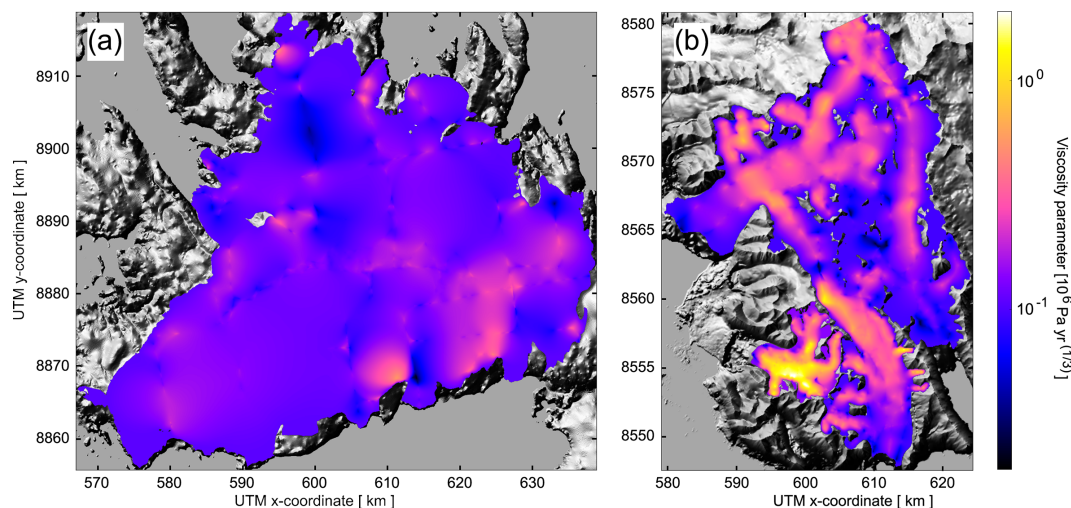 (a)
8910
8900
8890
8880
8870
8860
UTM y-coordinate [ km ]
570 580 590 600 610 620 630
UTM x-coordinate [ km ]
(b)
8580
8575
8570
8565
8560
8555
8550
580 590 600 610 620
UTM x-coordinate [ km ]
10^0
10^-1
Viscosity parameter [10^6 Pa yr^(1/3)]